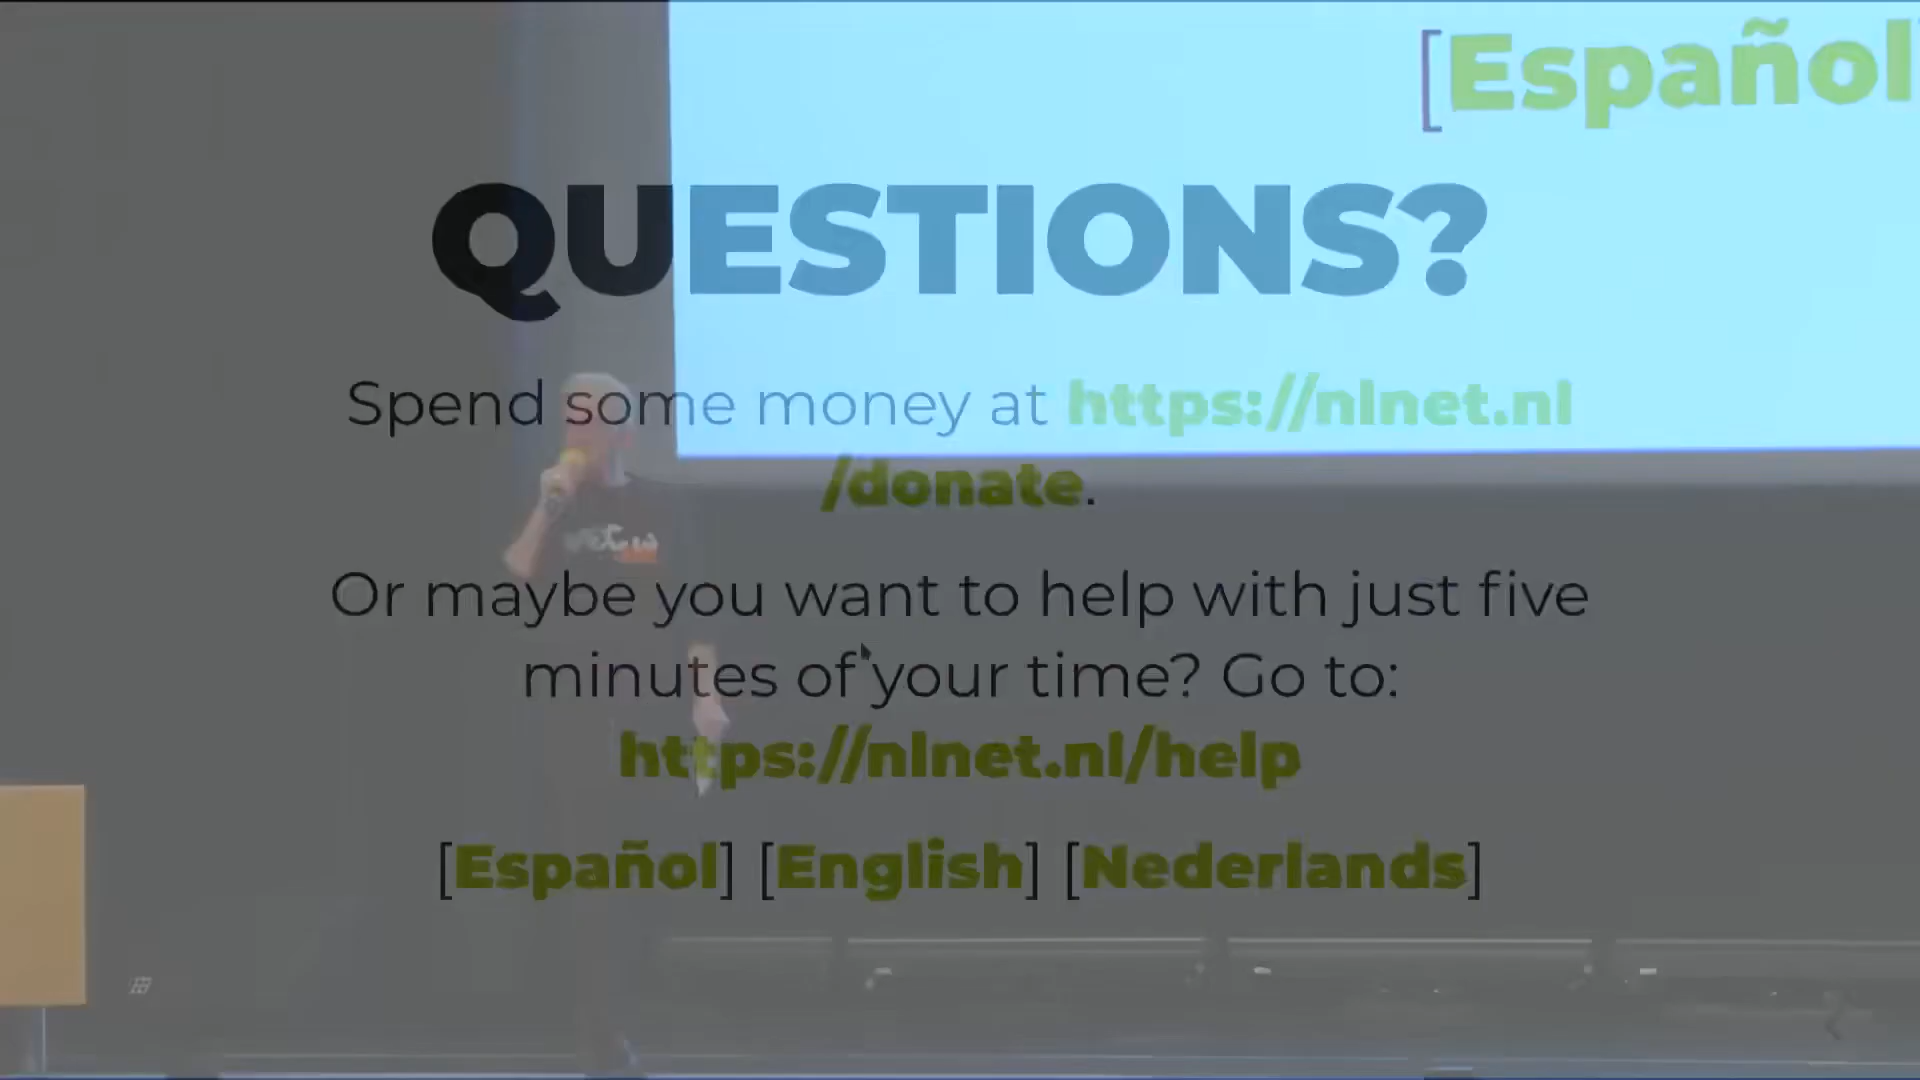 [Español
QUESTIONS?
Spend some money at https://nlnet.nl
/donate.
Or maybe you want to help with just five
minutes of your time? Go to:
https://nlnet.nl/help
[Español] [English] [Nederlands]